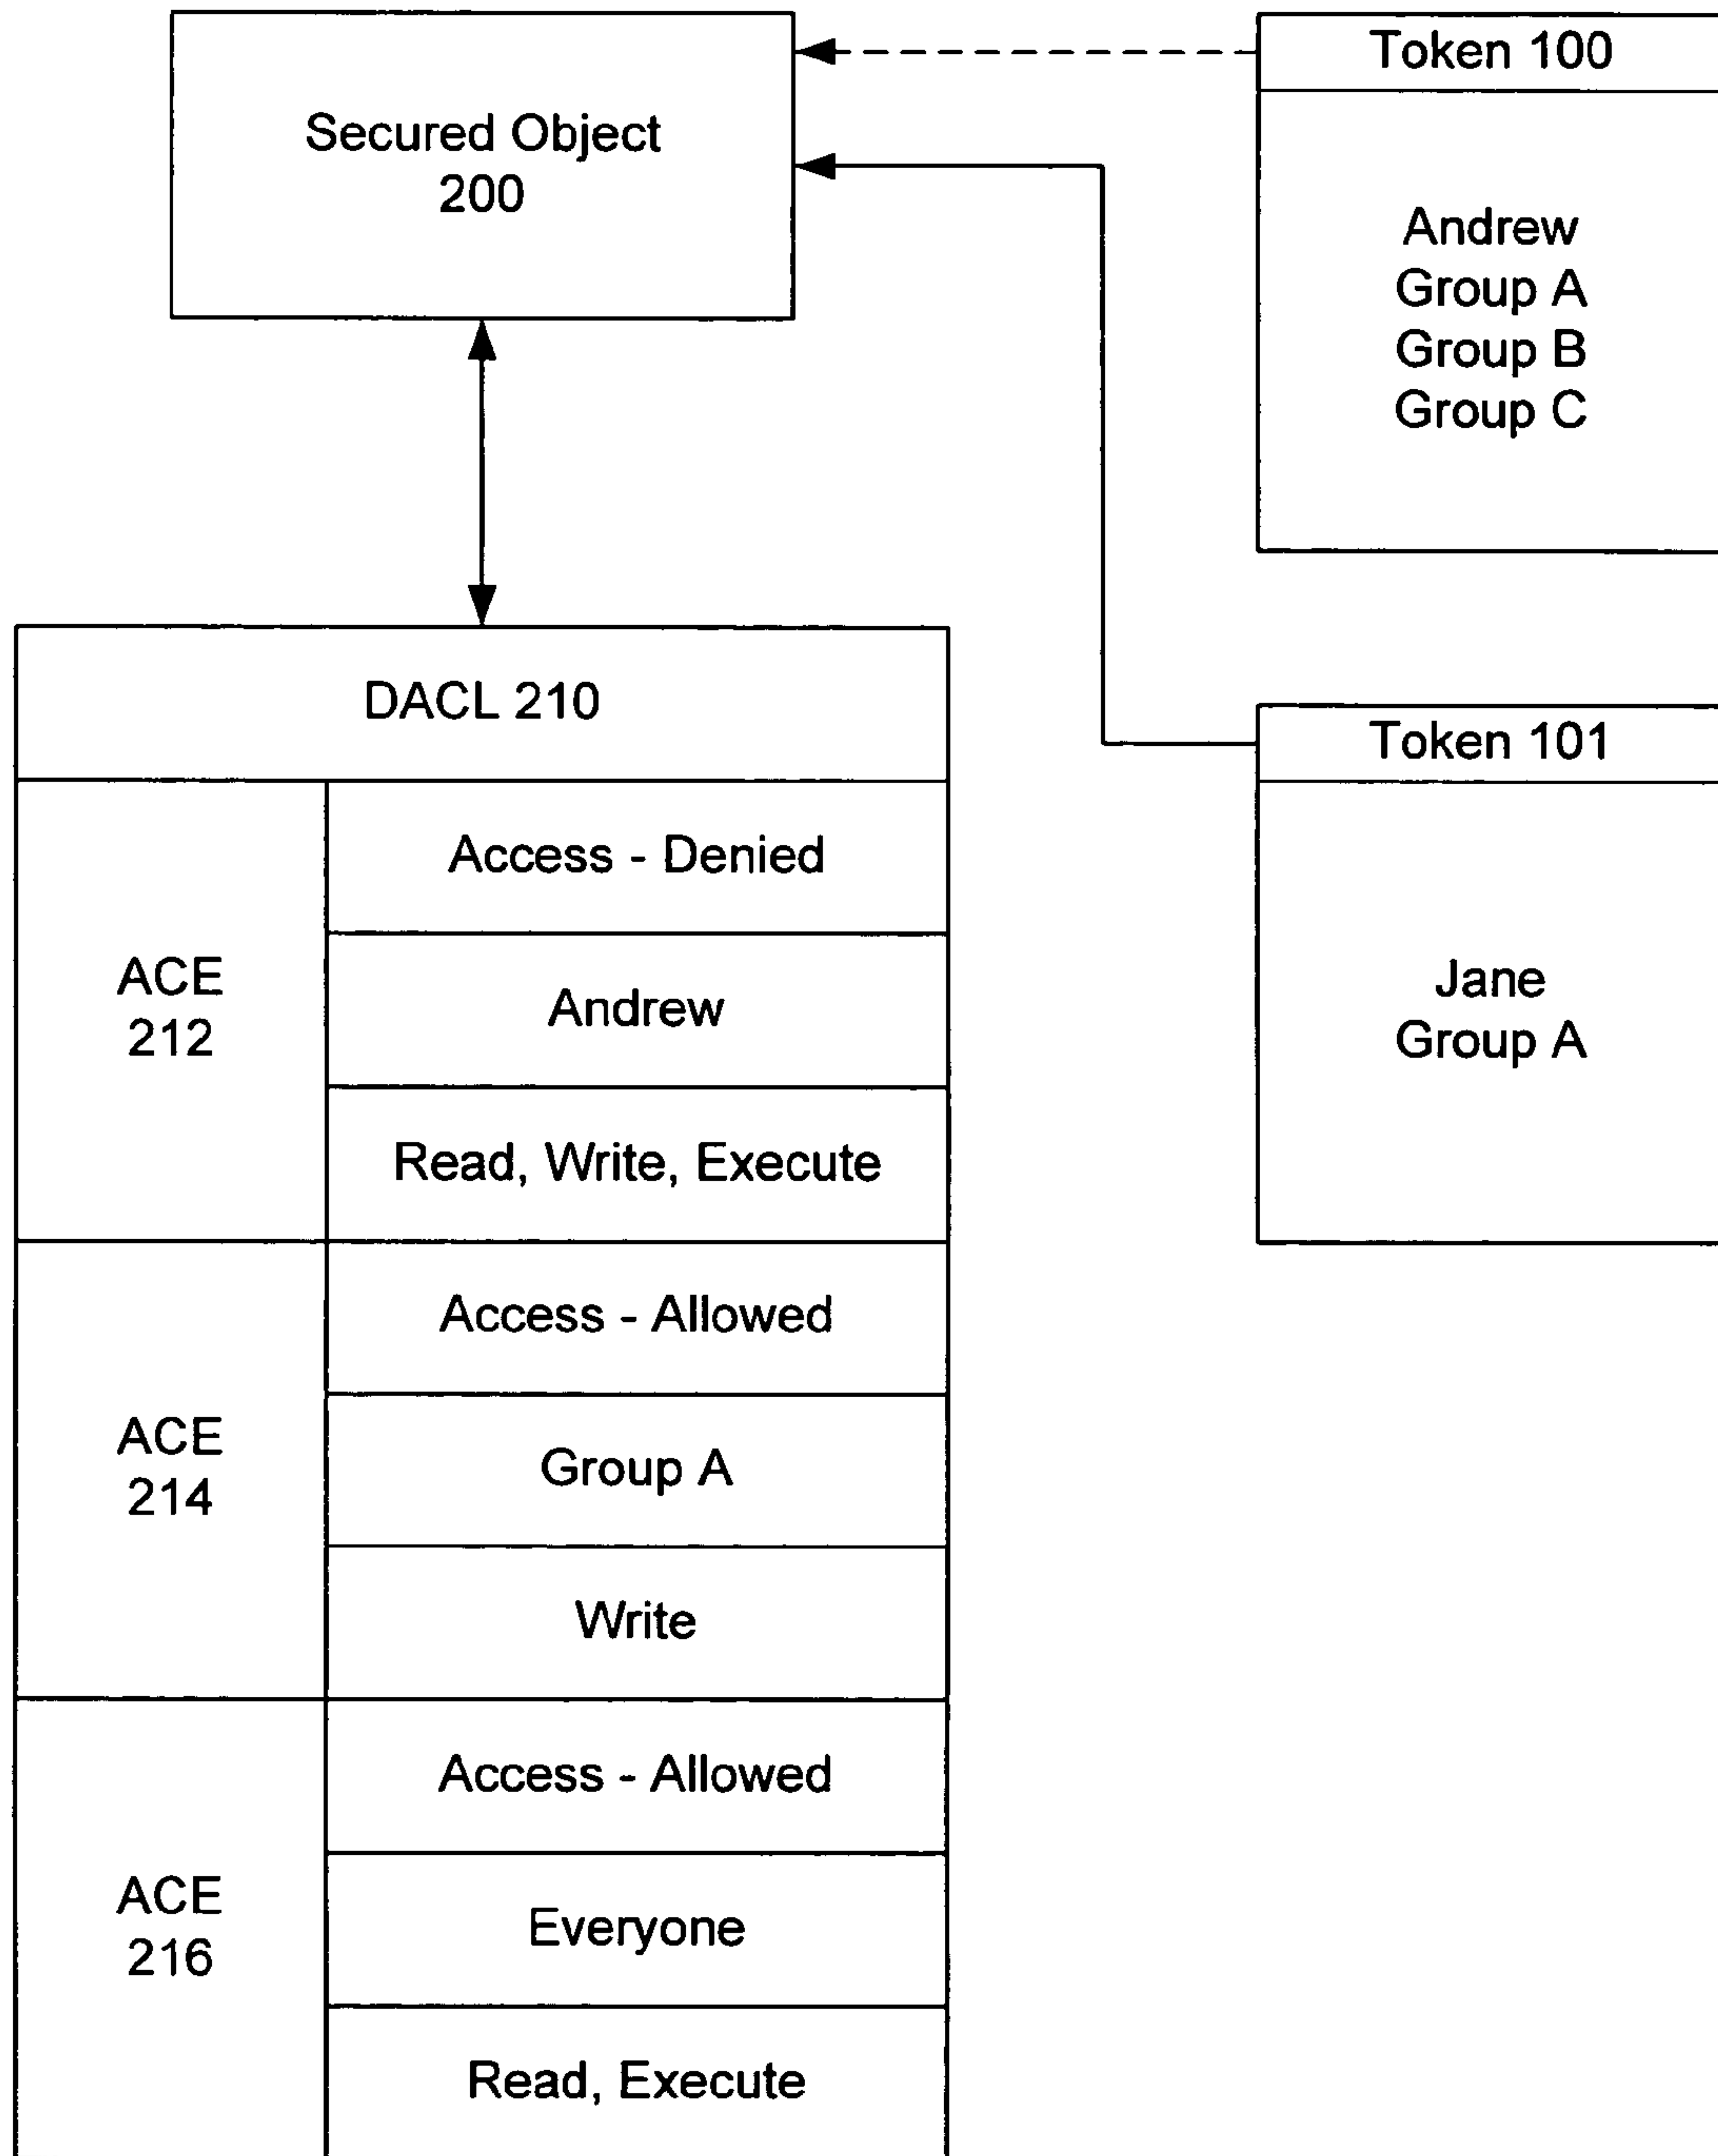 Secured Object
200
Token 100
Andrew
Group A
Group B
Group C
Token 101
Jane
Group A
DACL 210
ACE
212
Access - Denied
Andrew
Read, Write, Execute
ACE
214
Access - Allowed
Group A
Write
ACE
216
Access - Allowed
Everyone
Read, Execute